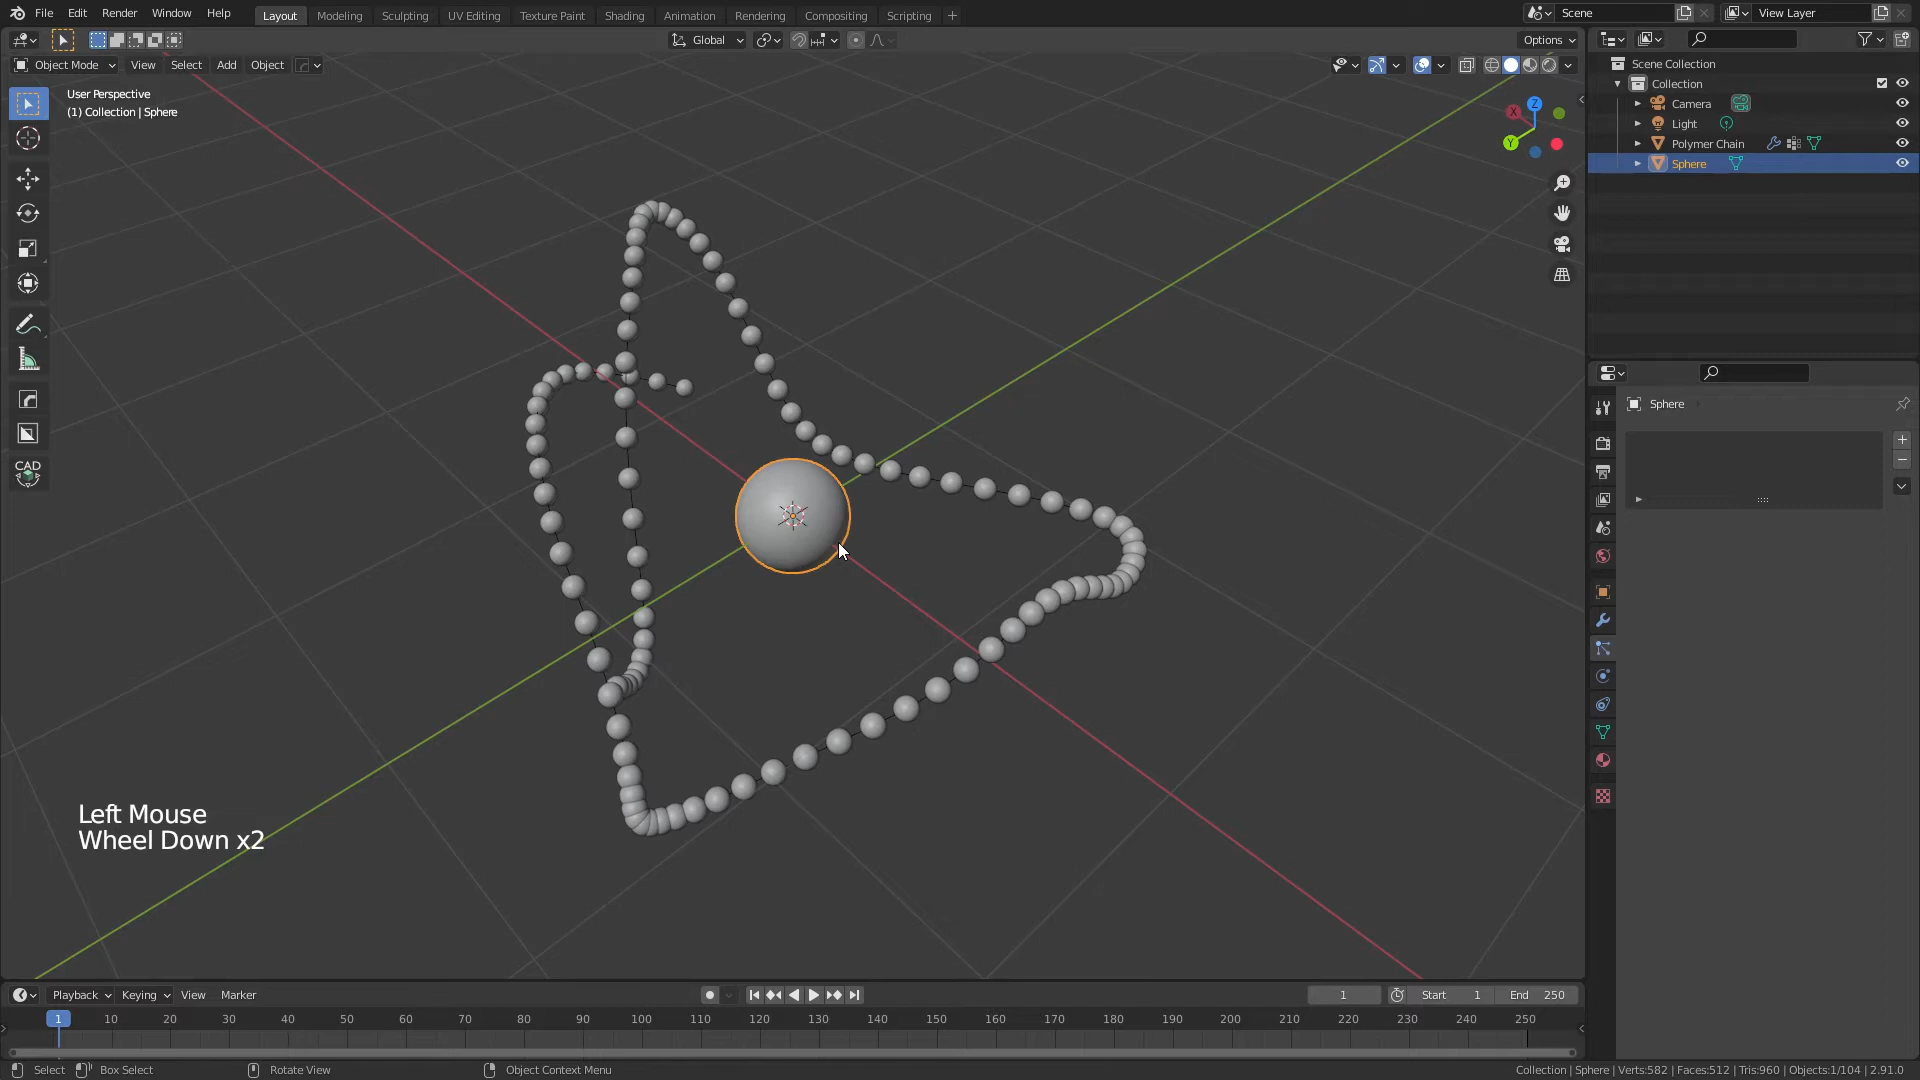 File Edit Render Window Help
Layout Modeling Sculpting UV Editing Texture Paint Shading Animation Rendering Compositing Scripting +
Scene View Layer
Global Options
Object Mode View Select Add Object
User Perspective
(1) Collection | Sphere
Z
X
Y
CAD
Left Mouse
Wheel Down x2
Scene Collection
Collection
Camera
Light
Polymer Chain
Sphere
Sphere
Playback Keying View Marker 1 Start 1 End 250
1 10 20 30 40 50 60 70 80 90 100 110 120 130 140 150 160 170 180 190 200 210 220 230 240 250
Select Box Select Rotate View Object Context Menu Collection | Sphere | Verts:582 | Faces:512 | Tris:960 | Objects:1/104 | 2.91.0